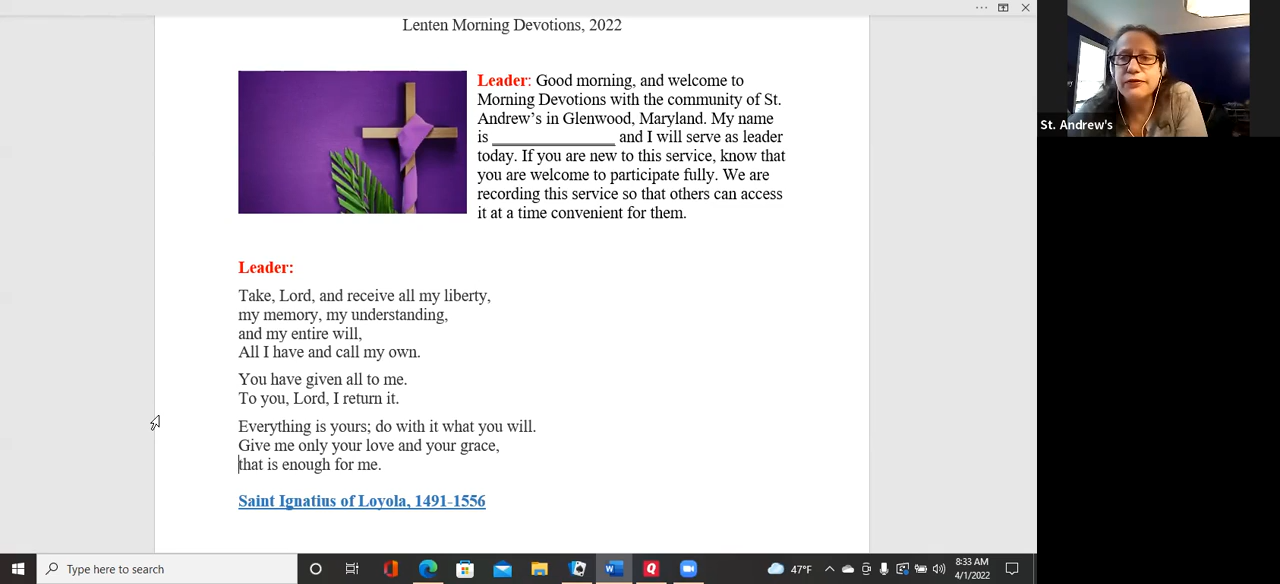 Lenten Morning Devotions, 2022
Leader: Good morning, and welcome to
Morning Devotions with the community of St.
Andrew's in Glenwood, Maryland. My name
is _______________ and I will serve as leader
today. If you are new to this service, know that
you are welcome to participate fully. We are
recording this service so that others can access
it at a time convenient for them.
Leader:
Take, Lord, and receive all my liberty,
my memory, my understanding,
and my entire will,
All I have and call my own.
You have given all to me.
To you, Lord, I return it.
Everything is yours; do with it what you will.
Give me only your love and your grace,
that is enough for me.
Saint Ignatius of Loyola, 1491-1556
St. Andrew's
Type here to search
47°F
8:33 AM
4/1/2022